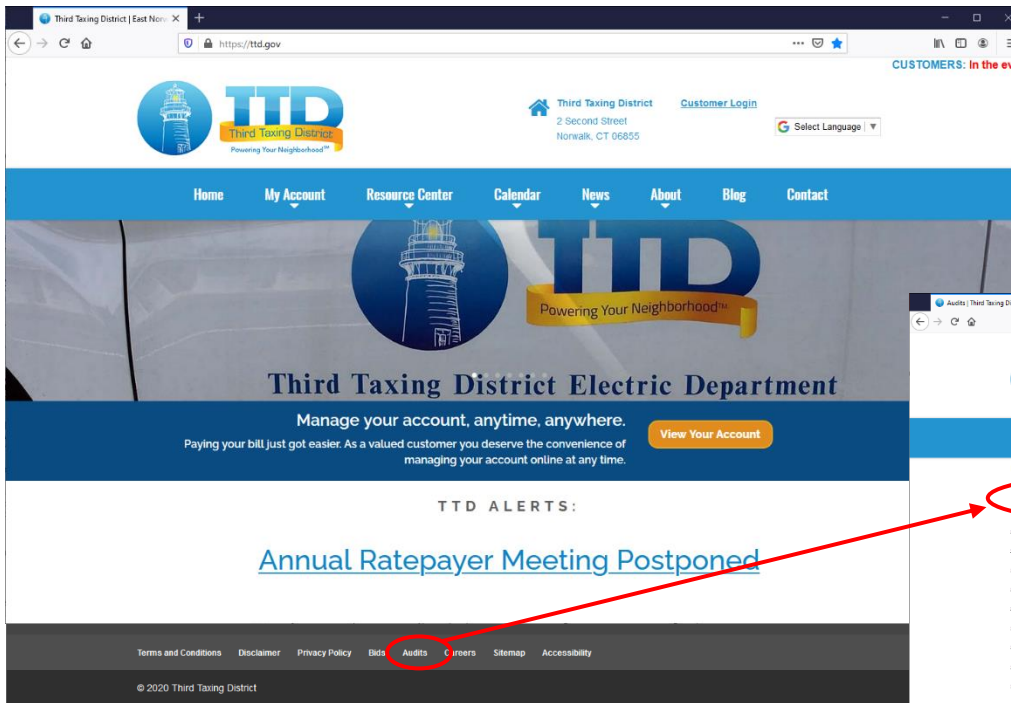 Third Taxing District | East Norw
https://ttd.gov
CUSTOMERS: In the ev
TTD
Third Taxing District
Powering Your Neighborhood℠
Third Taxing District Customer Login
2 Second Street
Norwalk, CT 06855
Select Language
Home My Account Resource Center Calendar News About Blog Contact
TTD
Powering Your Neighborhood
Third Taxing District Electric Department
Manage your account, anytime, anywhere.
Paying your bill just got easier. As a valued customer you deserve the convenience of
managing your account online at any time.
View Your Account
TTD ALERTS:
Annual Ratepayer Meeting Postponed
Terms and Conditions Disclaimer Privacy Policy Bids Audits Careers Sitemap Accessibility
© 2020 Third Taxing District
Audits | Third Taxing Di